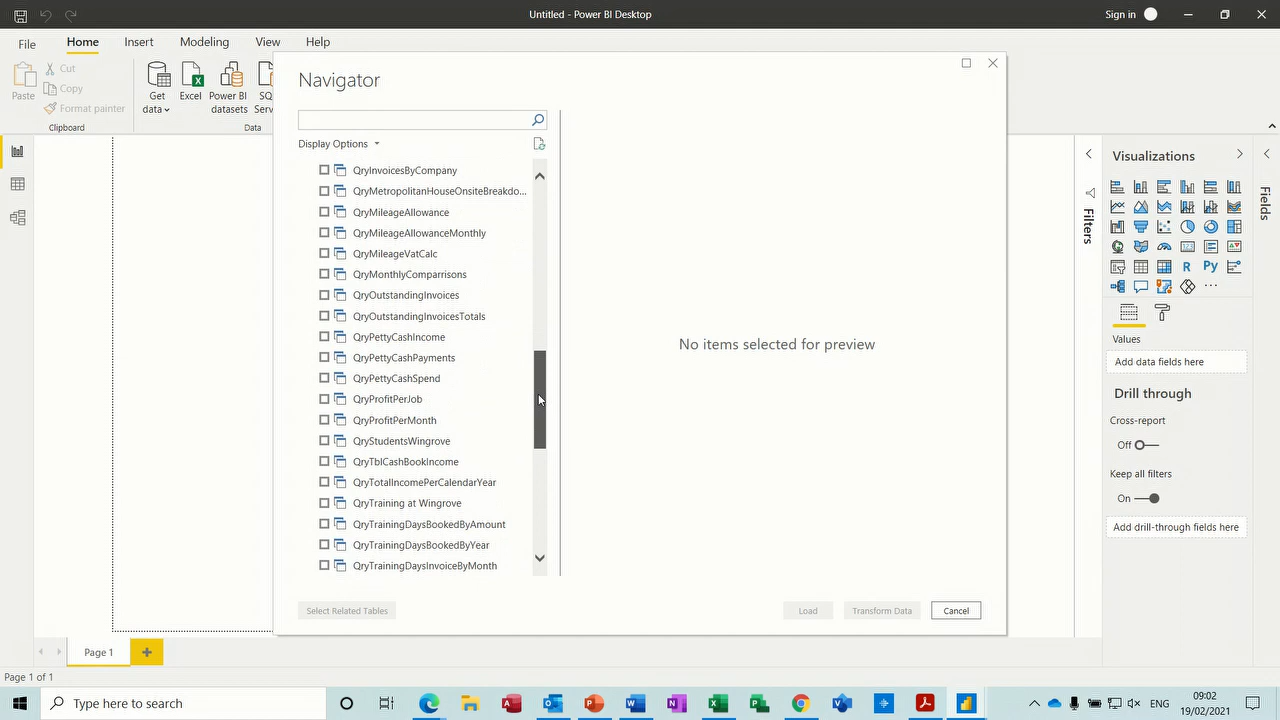 Untitled - Power BI Desktop
Sign in
File
Home
Insert
Modeling
View
Help
Paste
Cut
Copy
Format painter
Clipboard
Get
data
Excel
Power BI
datasets
SQ
Serv
Data
Navigator
Display Options
QryInvoicesByCompany
QryMetropolitanHouseOnsiteBreakdo...
QryMileageAllowance
QryMileageAllowanceMonthly
QryMileageVatCalc
QryMonthlyComparrisons
QryOutstandingInvoices
QryOutstandingInvoicesTotals
QryPettyCashIncome
QryPettyCashPayments
QryPettyCashSpend
QryProfitPerJob
QryProfitPerMonth
QryStudentsWingrove
QryTblCashBookIncome
QryTotalIncomePerCalendarYear
QryTraining at Wingrove
QryTrainingDaysBookedByAmount
QryTrainingDaysBookedByYear
QryTrainingDaysInvoiceByMonth
No items selected for preview
Select Related Tables
Load
Transform Data
Cancel
Filters
Visualizations
R
Py
Values
Add data fields here
Drill through
Cross-report
Off
Keep all filters
On
Add drill-through fields here
Fields
Page 1
Page 1 of 1
Type here to search
ENG
09:02
19/02/2021